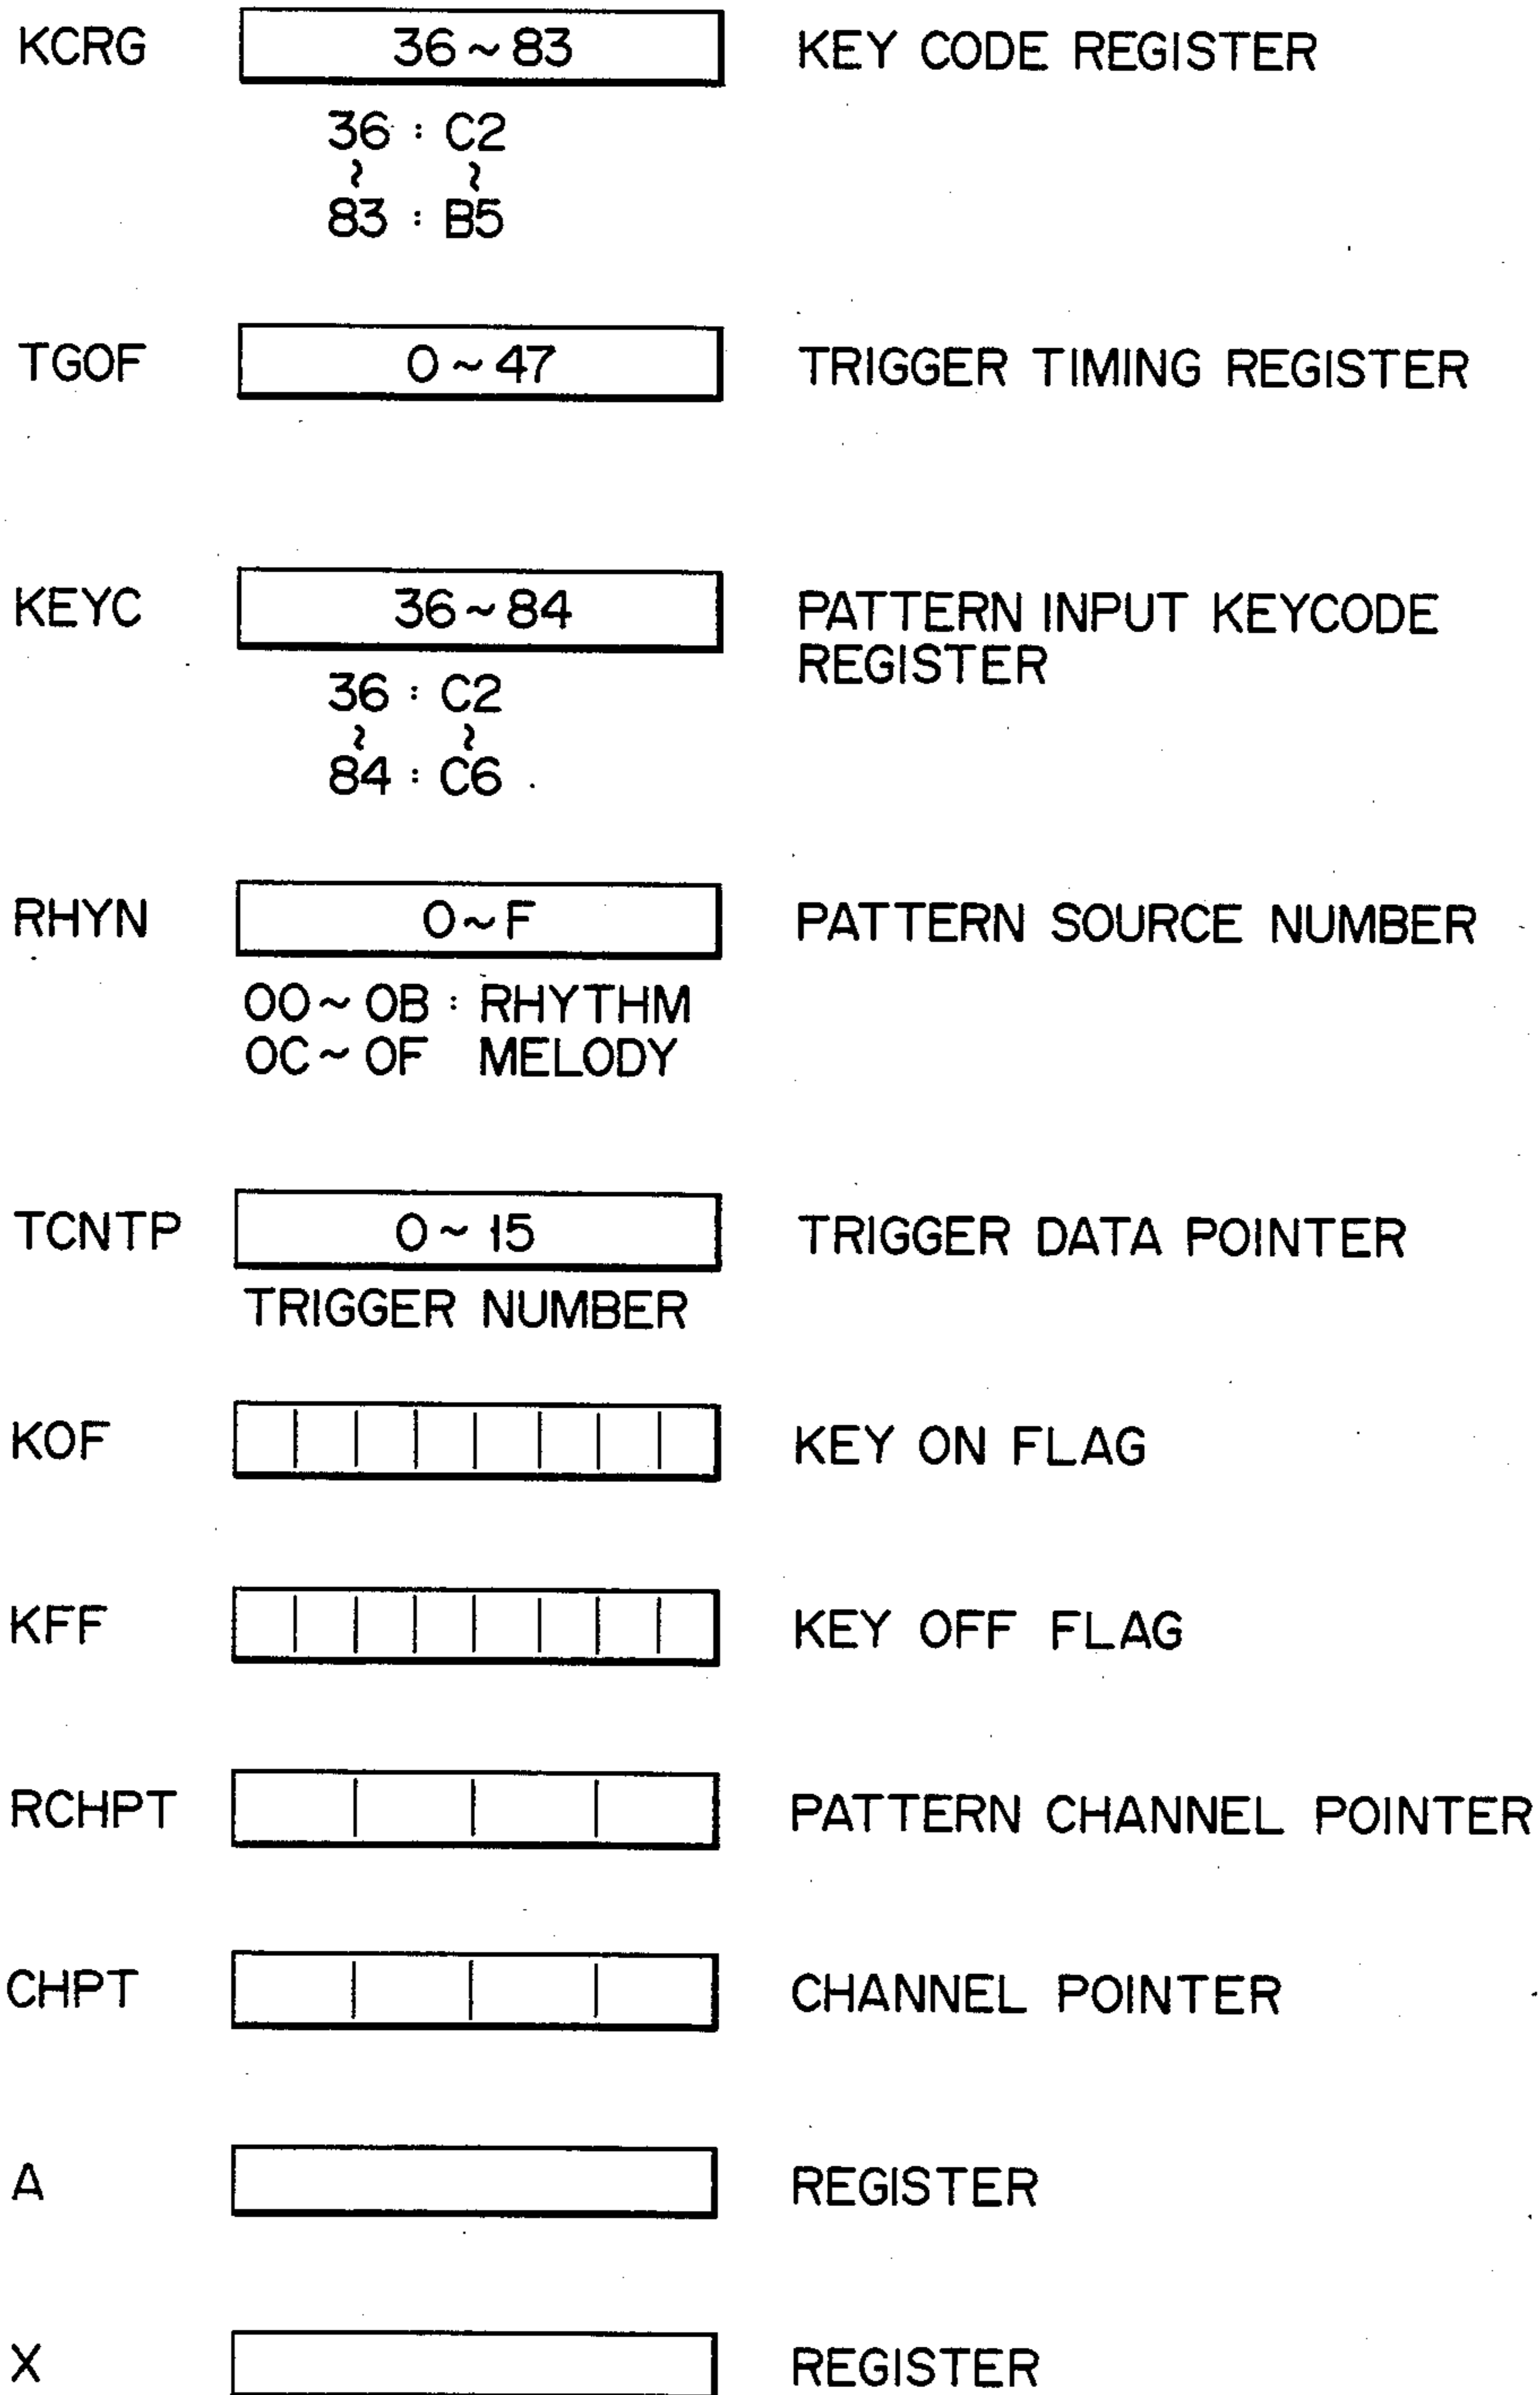 KCRG 36~83 KEY CODE REGISTER
36 : C2
~ ~
83 : B5
TGOF 0~47 TRIGGER TIMING REGISTER
KEYC 36~84 PATTERN INPUT KEYCODE
REGISTER
36 : C2
~ ~
84 : C6
RHYN 0~F PATTERN SOURCE NUMBER
00~0B : RHYTHM
0C~0F MELODY
TCNTP 0~15 TRIGGER DATA POINTER
TRIGGER NUMBER
KOF KEY ON FLAG
KFF KEY OFF FLAG
RCHPT PATTERN CHANNEL POINTER
CHPT CHANNEL POINTER
A REGISTER
X REGISTER